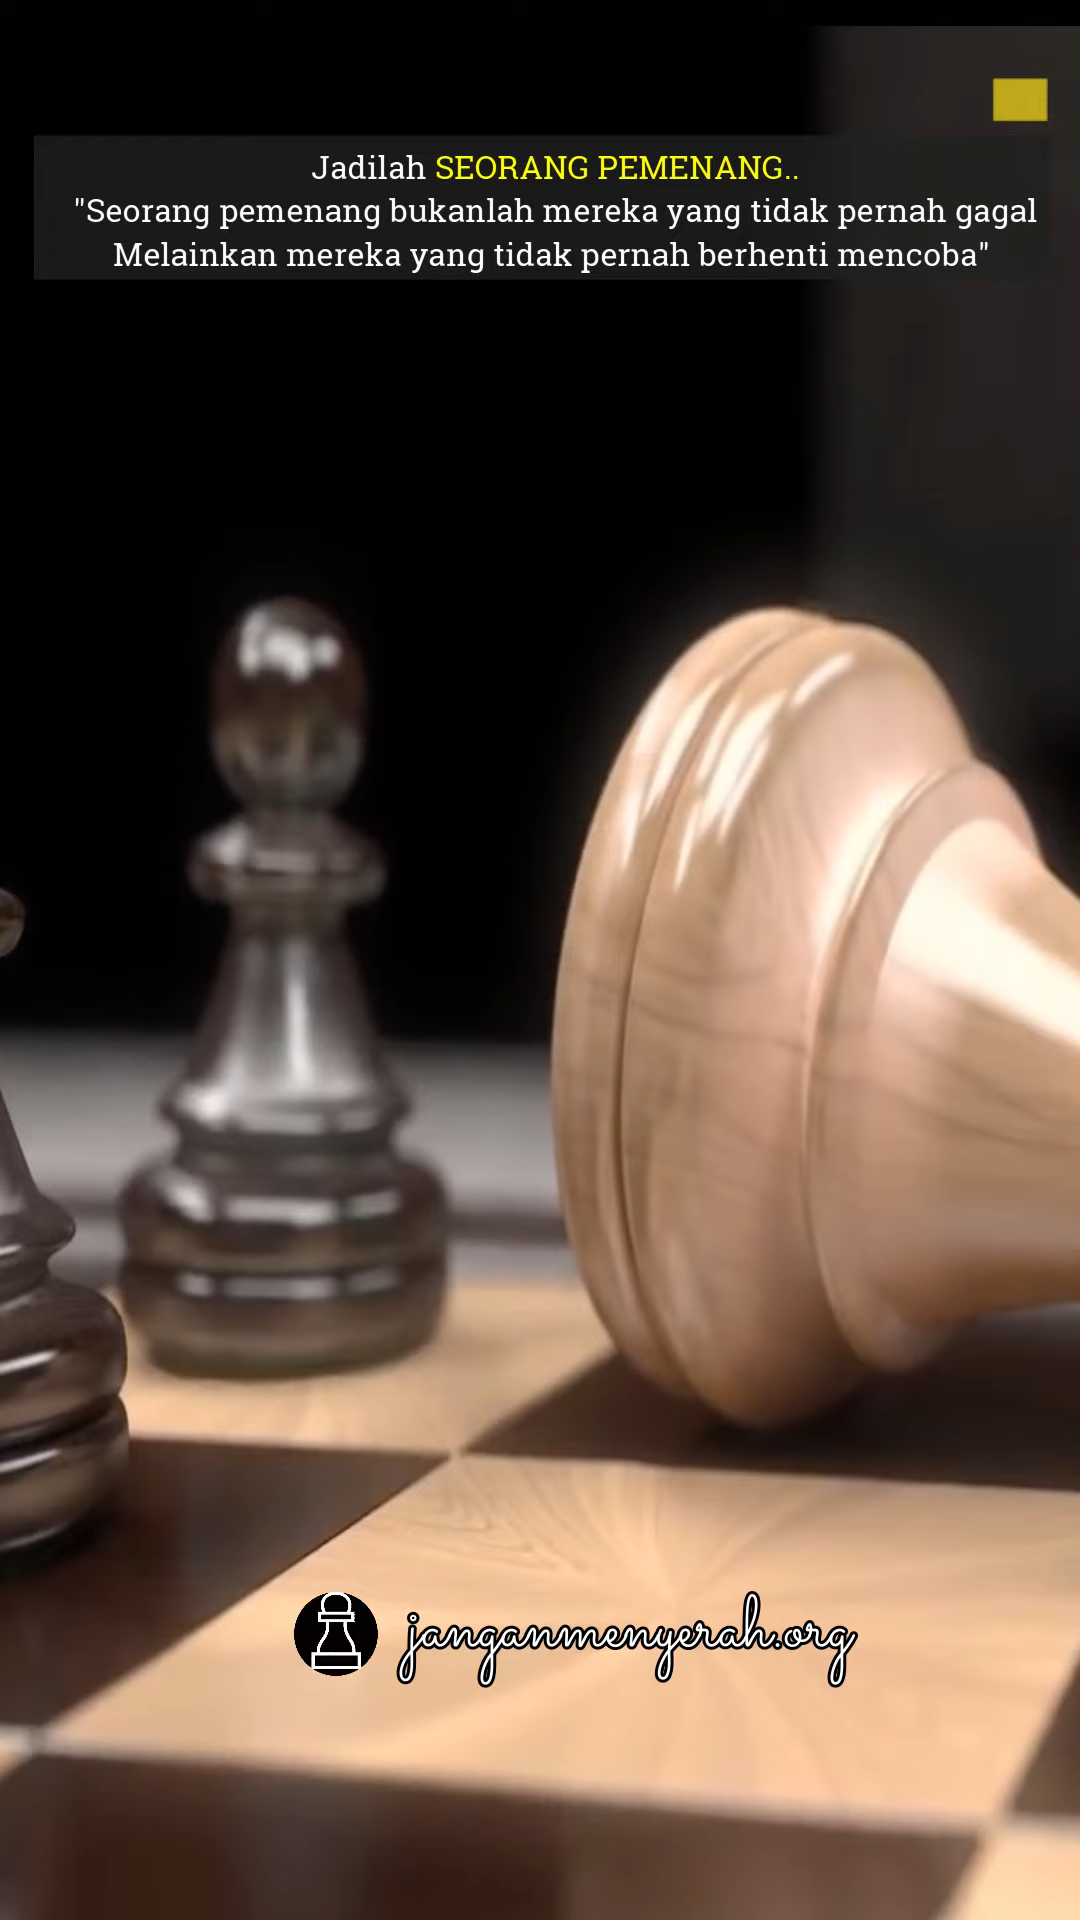 Jadilah SEORANG PEMENANG..
"Seorang pemenang bukanlah mereka yang tidak pernah gagal
Melainkan mereka yang tidak pernah berhenti mencoba"
janganmenyerah.org